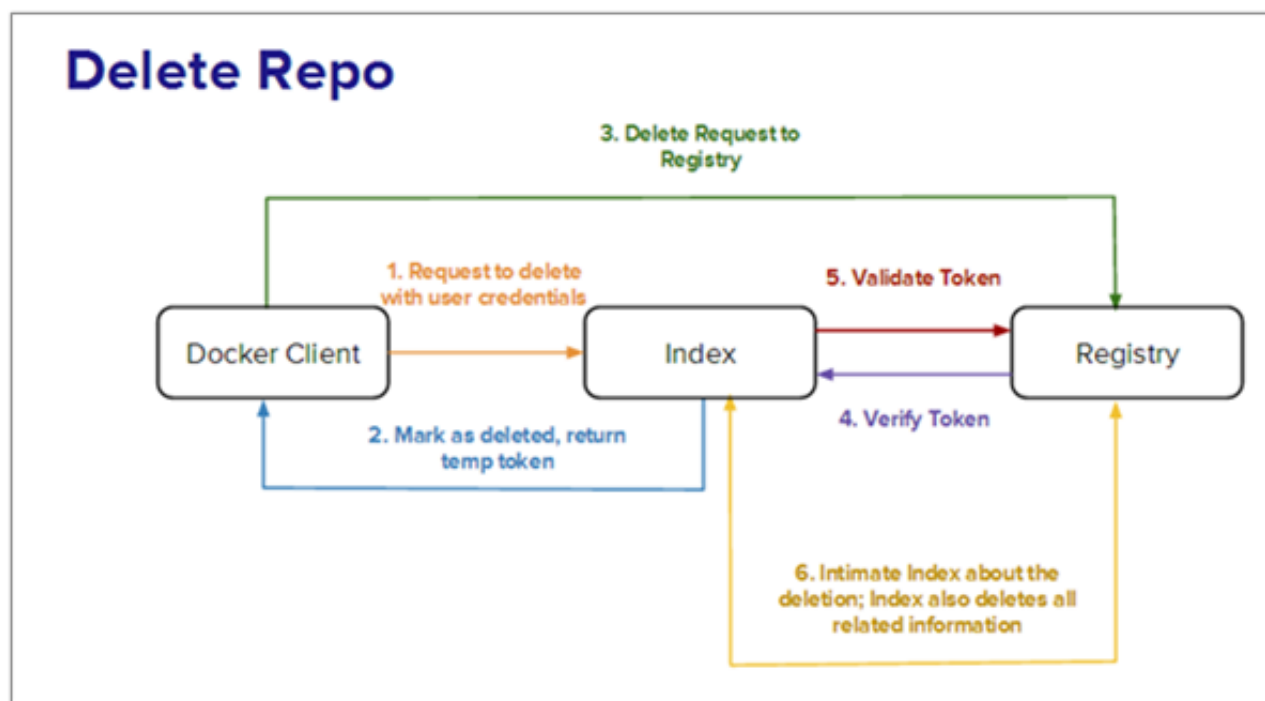 Delete Repo
3. Delete Request to
Registry
1. Request to delete
with user credentials
5. Validate Token
Docker Client
Index
Registry
4. Verify Token
2. Mark as deleted, return
temp token
6. Intimate Index about the
deletion; Index also deletes all
related information